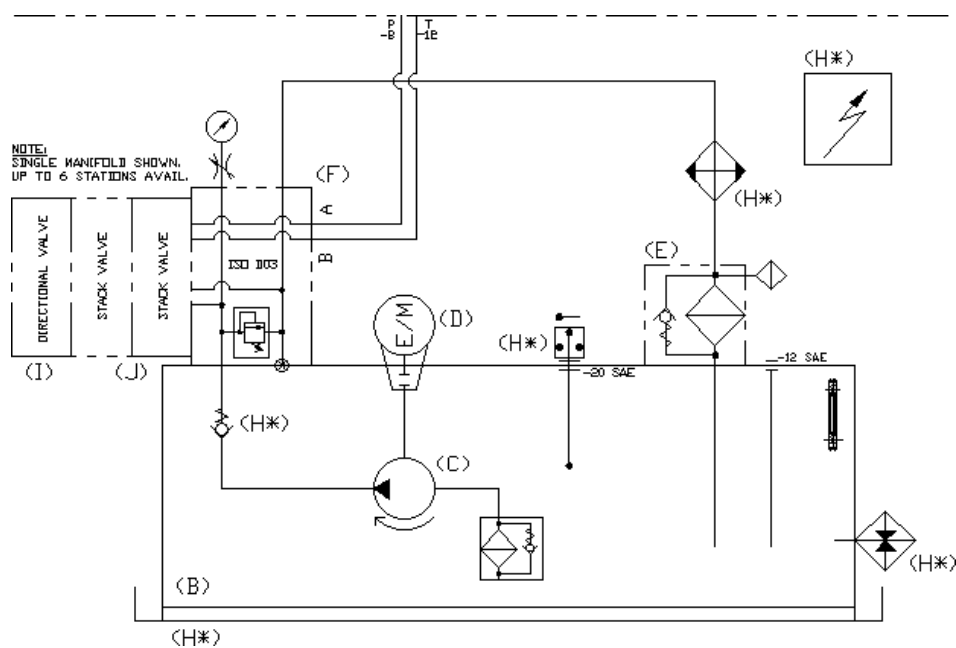 P
-8
T
-12
(H*)
NOTE:
SINGLE MANIFOLD SHOWN.
UP TO 6 STATIONS AVAIL.
(F)
A
B
(H*)
DIRECTIONAL VALVE
STACK VALVE
STACK VALVE
ISO D03
(E)
E/M
(D)
(H*)
(I)
(J)
-20 SAE
-12 SAE
(H*)
(C)
(B)
(H*)
(H*)